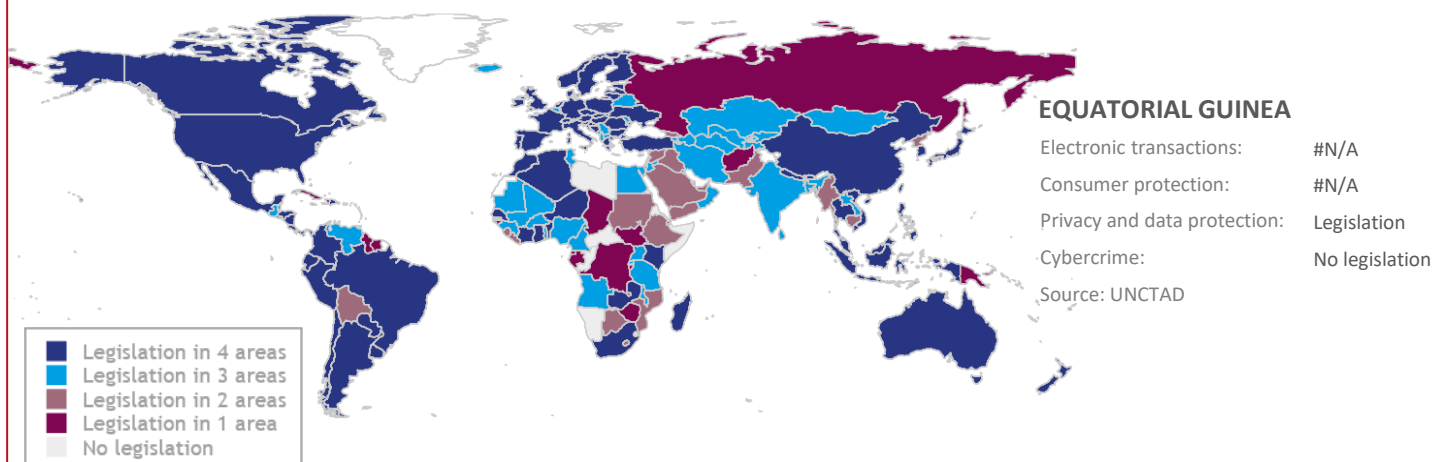 EQUATORIAL GUINEA
Electronic transactions: #N/A
Consumer protection: #N/A
Privacy and data protection: Legislation
Cybercrime: No legislation
Source: UNCTAD
Legislation in 4 areas
Legislation in 3 areas
Legislation in 2 areas
Legislation in 1 area
No legislation